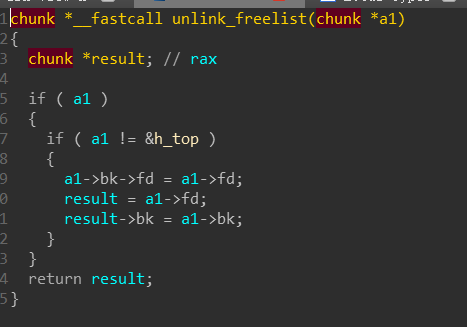 1chunk *__fastcall unlink_freelist(chunk *a1)
2{
3  chunk *result; // rax
4
5  if ( a1 )
6  {
7    if ( a1 != &h_top )
8    {
9      a1->bk->fd = a1->fd;
0      result = a1->fd;
1      result->bk = a1->bk;
2    }
3  }
4  return result;
5}